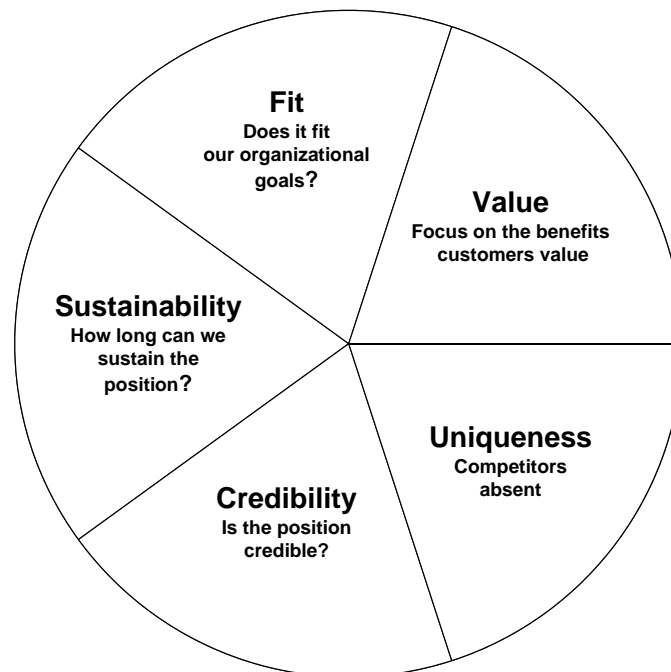 Fit
Does it fit
our organizational
goals?
Value
Focus on the benefits
customers value
Sustainability
How long can we
sustain the
position?
Uniqueness
Competitors
absent
Credibility
Is the position
credible?